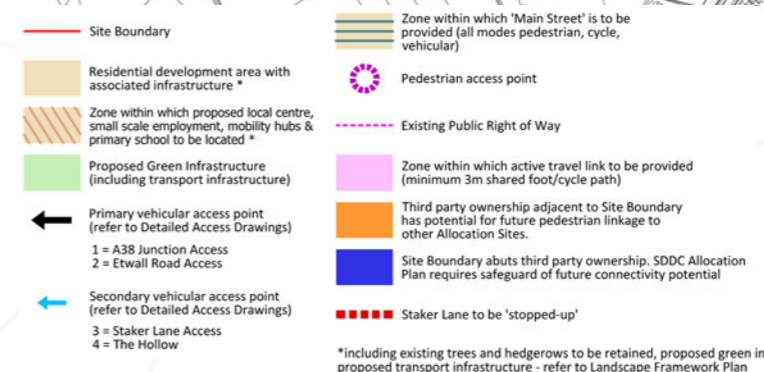 Site Boundary
Residential development area with
associated infrastructure *
Zone within which proposed local centre,
small scale employment, mobility hubs &
primary school to be located *
Proposed Green Infrastructure
(including transport infrastructure)
Primary vehicular access point
(refer to Detailed Access Drawings)
1 = A38 Junction Access
2 = Etwall Road Access
Secondary vehicular access point
(refer to Detailed Access Drawings)
3 = Staker Lane Access
4 = The Hollow
Zone within which 'Main Street' is to be
provided (all modes pedestrian, cycle,
vehicular)
Pedestrian access point
Existing Public Right of Way
Zone within which active travel link to be provided
(minimum 3m shared foot/cycle path)
Third party ownership adjacent to Site Boundary
has potential for future pedestrian linkage to
other Allocation Sites.
Site Boundary abuts third party ownership. SDDC Allocation
Plan requires safeguard of future connectivity potential
Staker Lane to be 'stopped-up'
*including existing trees and hedgerows to be retained, proposed green in
proposed transport infrastructure - refer to Landscape Framework Plan